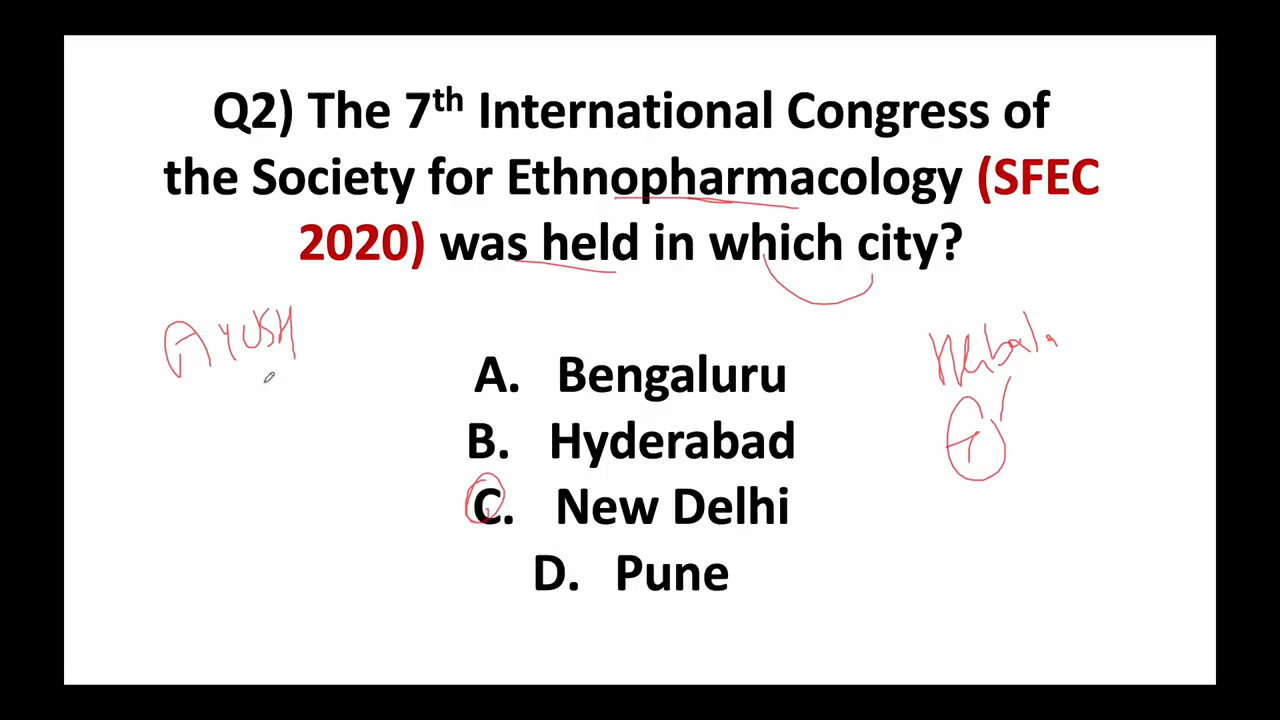 Q2) The 7th International Congress of
the Society for Ethnopharmacology (SFEC
2020) was held in which city?
AYUSH
Herbal
A. Bengaluru
B. Hyderabad
C. New Delhi
D. Pune